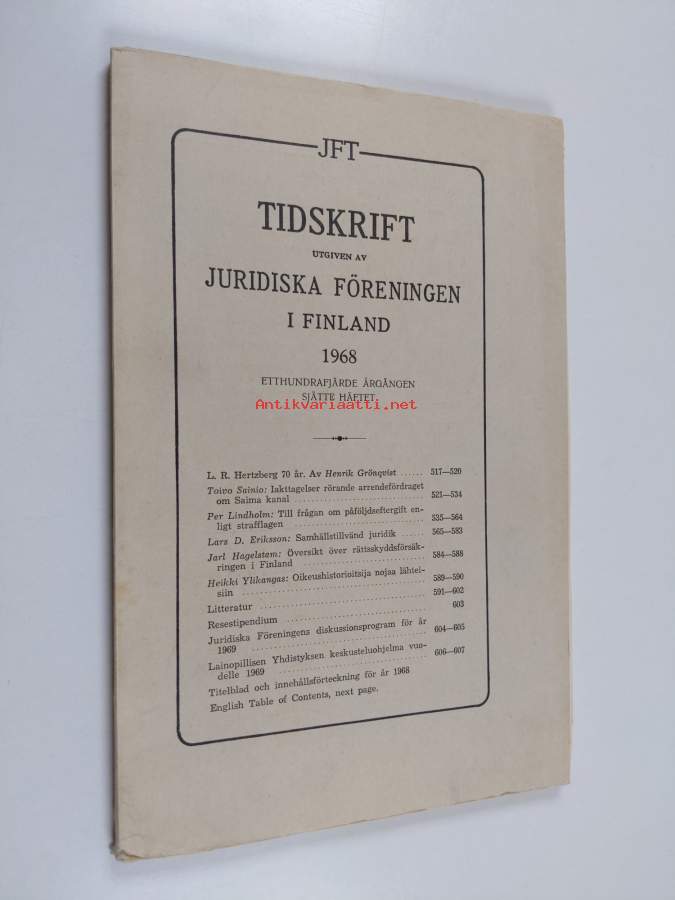 JFT
TIDSKRIFT
UTGIVEN AV
JURIDISKA FÖRENINGEN
I FINLAND
1968
ETTHUNDRAFJÄRDE ÅRGÅNGEN
SJÄTTE HÄFTET.
Antikvariaatti.net
L. R. Hertzberg 70 år. Av Henrik Grönqvist ...... 517—520
Toivo Sainio: Iakttagelser rörande arrendefördraget
om Saima kanal .......................... 521—534
Per Lindholm: Till frågan om påföljdseftergift en-
ligt strafflagen .......................... 535—564
Lars D. Eriksson: Samhällstillvänd juridik ...... 565—583
Jarl Hagelstam: Översikt över rättsskyddsförsäk-
ringen i Finland .......................... 584—588
Heikki Ylikangas: Oikeushistorioitsija nojaa lähtei-
siin .......................... 589—590
Litteratur .......................... 591—602
Resestipendium .......................... 603
Juridiska Föreningens diskussionsprogram för år
1969 .......................... 604—605
Lainopillisen Yhdistyksen keskusteluohjelma vuo-
delle 1969 .......................... 606—607
Titelblad och innehållsförteckning för år 1968
English Table of Contents, next page.